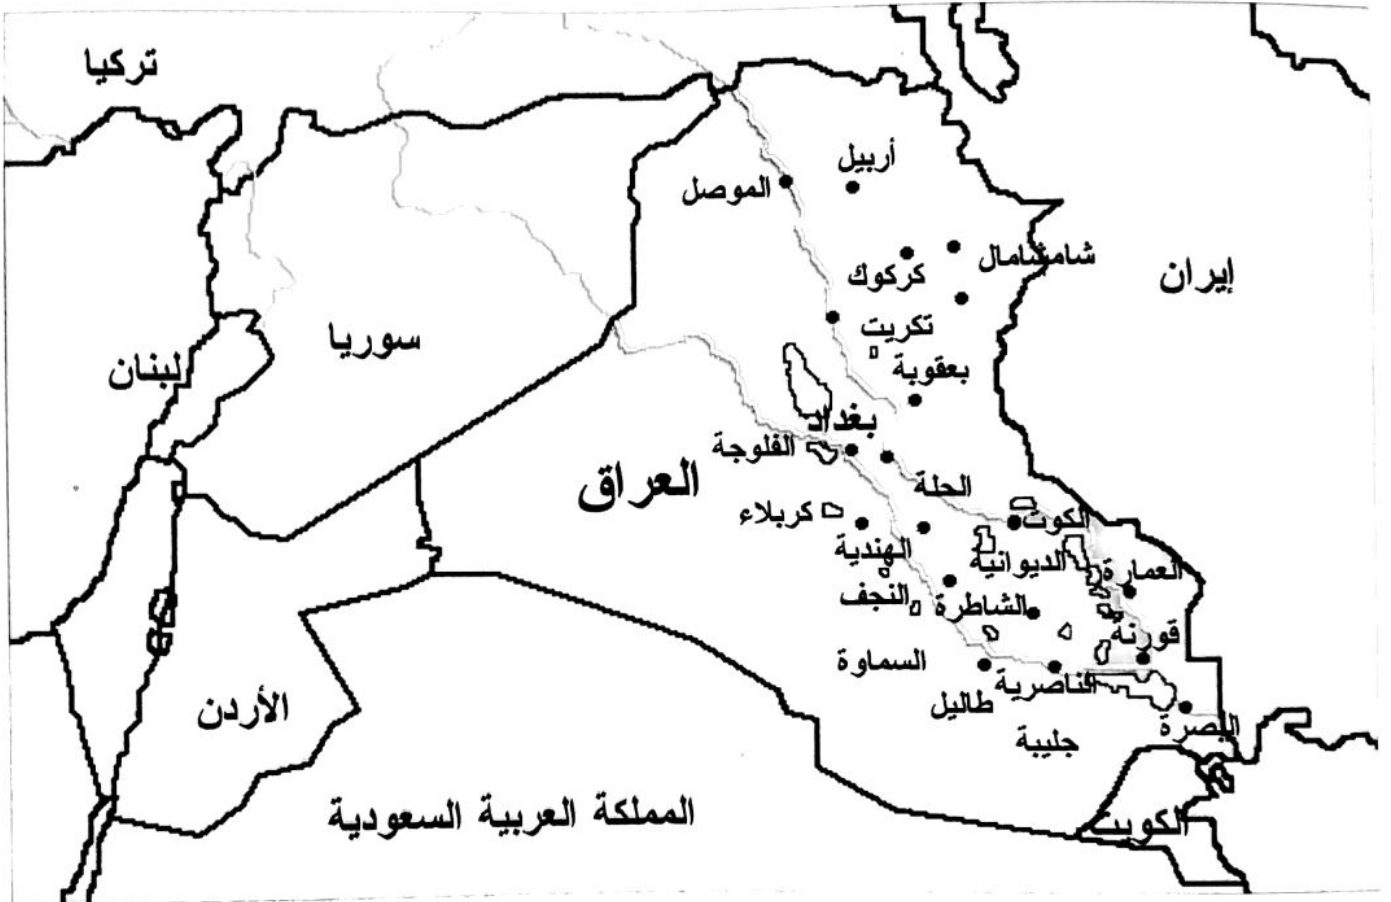 تركيا
أربيل
الموصل
شامشامال
كركوك
إيران
تكريت
سوريا
لبنان
بعقوبة
بغداد
الفلوجة
العراق
الحلة
كربلاء
الكوت
الهندية
الديوانية
العمارة
النجف
الشاطرة
قورنة
السماوة
الناصرية
طاليل
الأردن
البصرة
جليبة
المملكة العربية السعودية
الكويت